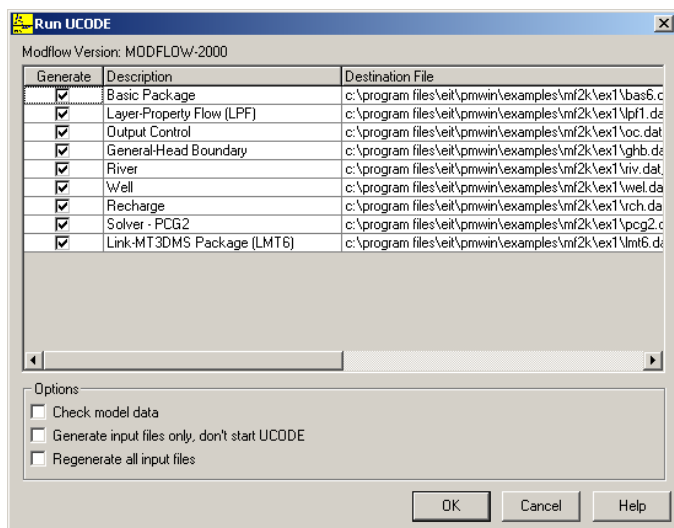 Run UCODE
Modflow Version: MODFLOW-2000
Generate Description Destination File
Basic Package c:\program files\eit\pmwin\examples\mf2k\ex1\bas6.c
Layer-Property Flow (LPF) c:\program files\eit\pmwin\examples\mf2k\ex1\lpf1.da
Output Control c:\program files\eit\pmwin\examples\mf2k\ex1\oc.dat
General-Head Boundary c:\program files\eit\pmwin\examples\mf2k\ex1\ghb.da
River c:\program files\eit\pmwin\examples\mf2k\ex1\riv.dat
Well c:\program files\eit\pmwin\examples\mf2k\ex1\wel.da
Recharge c:\program files\eit\pmwin\examples\mf2k\ex1\rch.da
Solver - PCG2 c:\program files\eit\pmwin\examples\mf2k\ex1\pcg2.c
Link-MT3DMS Package (LMT6) c:\program files\eit\pmwin\examples\mf2k\ex1\lmt6.da
Options
Check model data
Generate input files only, don't start UCODE
Regenerate all input files
OK Cancel Help